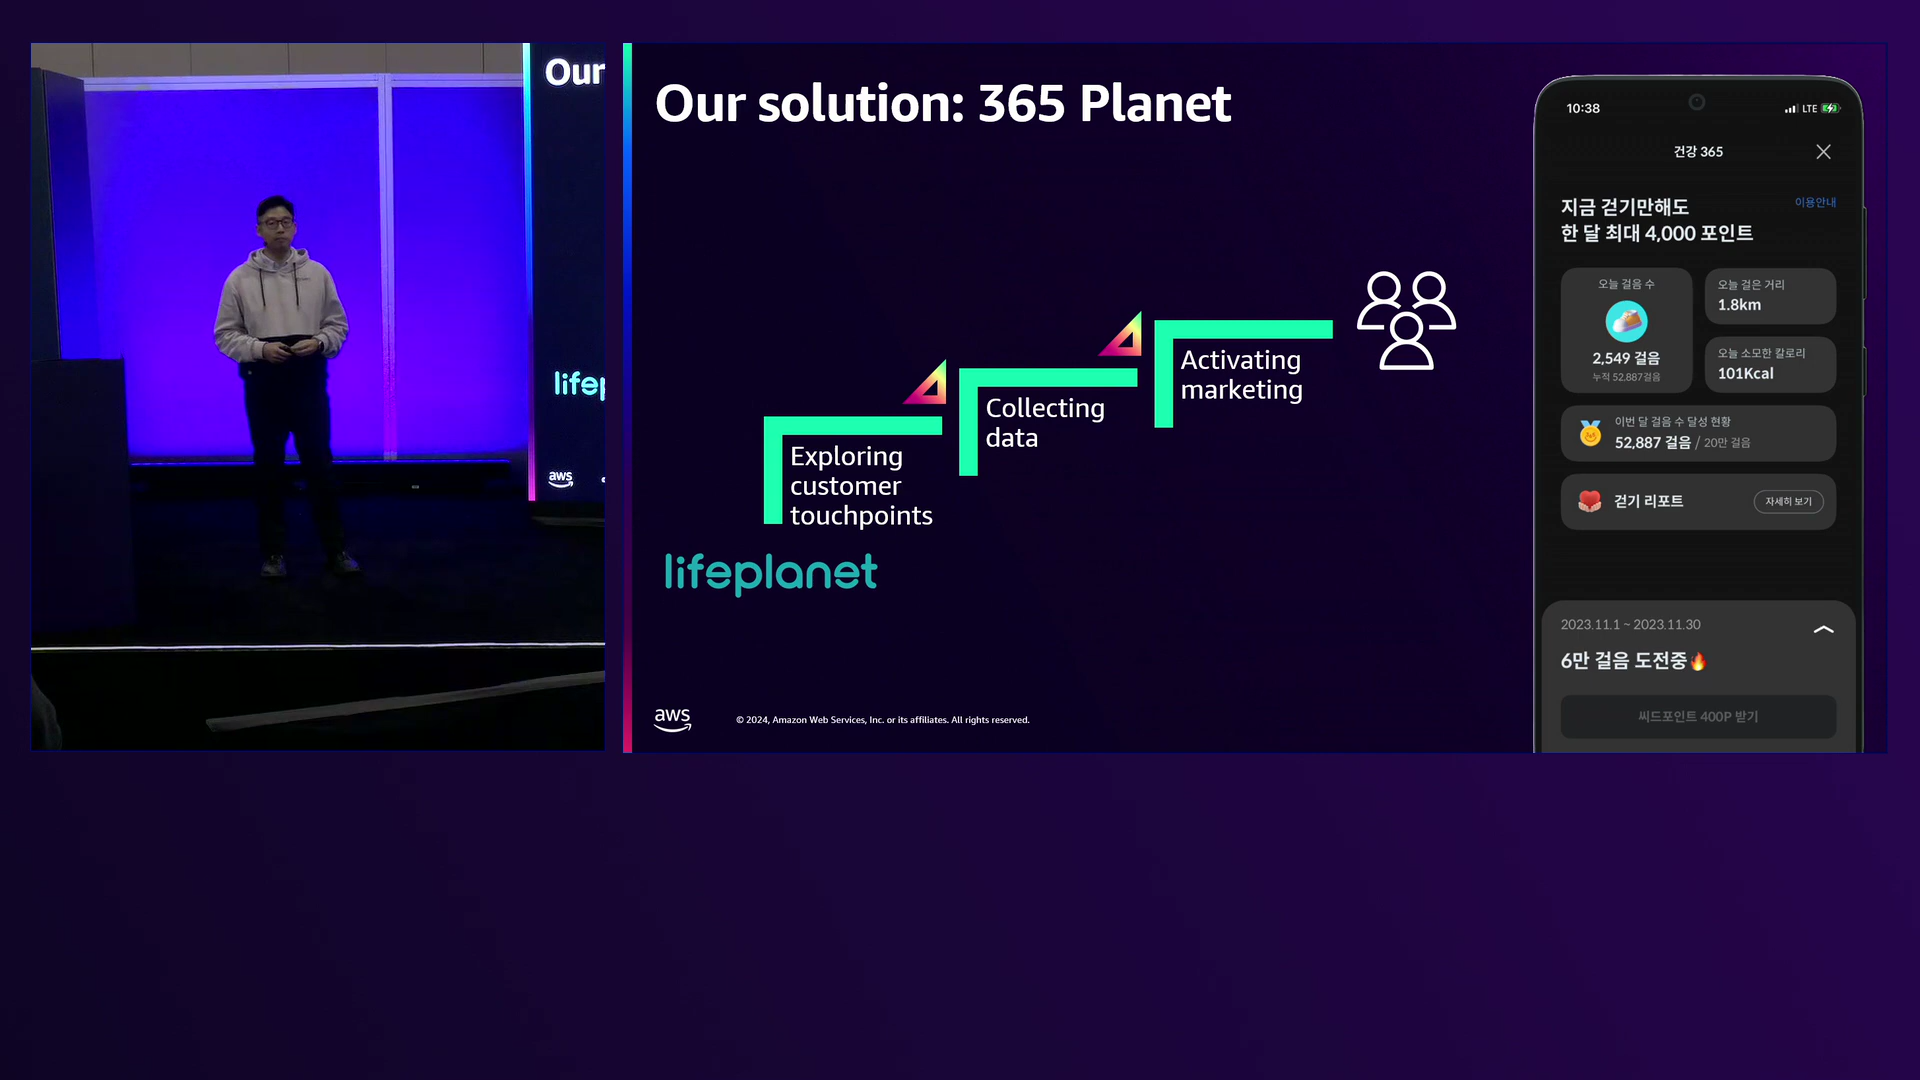 Our
lifep
aws
Our solution: 365 Planet
Exploring
customer
touchpoints
Collecting
data
Activating
marketing
lifeplanet
aws
© 2024, Amazon Web Services, Inc. or its affiliates. All rights reserved.
10:38
LTE
건강 365
지금 걷기만해도
한 달 최대 4,000 포인트
이용안내
오늘 걸음 수
2,549 걸음
누적 52.887걸음
오늘 걸은 거리
1.8km
오늘 소모한 칼로리
101Kcal
이번 달 걸음 수 달성 현황
52,887 걸음 / 20만 걸음
걷기 리포트
자세히 보기
2023.11.1 ~ 2023.11.30
6만 걸음 도전중🔥
씨드포인트 400P 받기